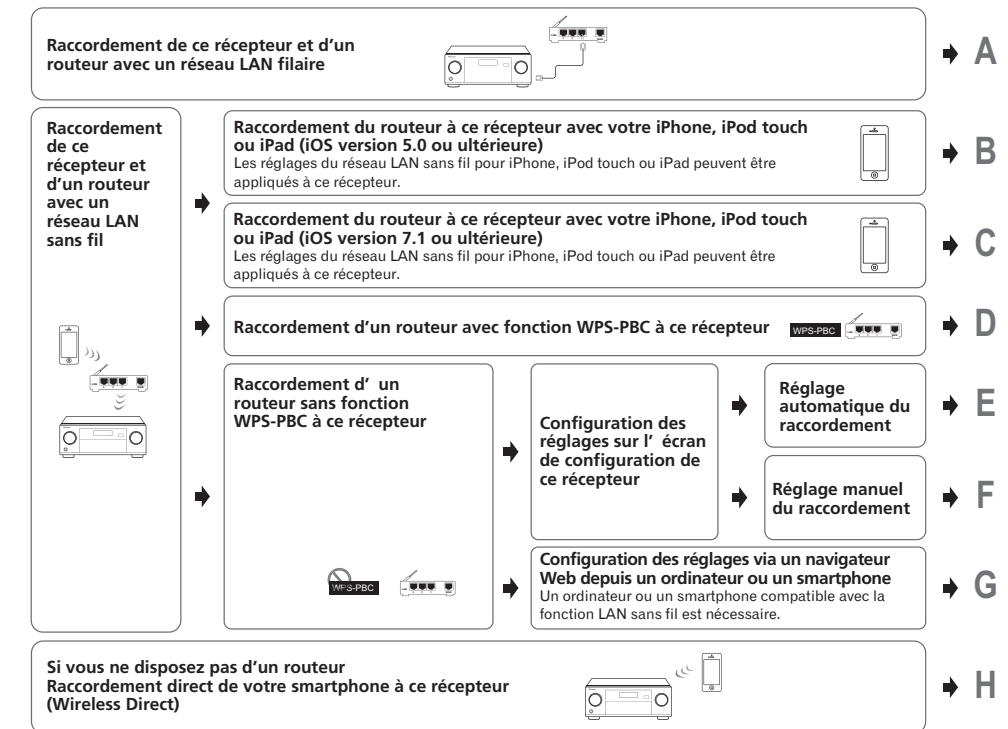 Raccordement de ce récepteur et d'un
routeur avec un réseau LAN filaire
A
Raccordement
de ce
récepteur et
d'un routeur
avec un
réseau LAN
sans fil
Raccordement du routeur à ce récepteur avec votre iPhone, iPod touch
ou iPad (iOS version 5.0 ou ultérieure)
Les réglages du réseau LAN sans fil pour iPhone, iPod touch ou iPad peuvent être
appliqués à ce récepteur.
B
Raccordement du routeur à ce récepteur avec votre iPhone, iPod touch
ou iPad (iOS version 7.1 ou ultérieure)
Les réglages du réseau LAN sans fil pour iPhone, iPod touch ou iPad peuvent être
appliqués à ce récepteur.
C
Raccordement d'un routeur avec fonction WPS-PBC à ce récepteur
WPS-PBC
D
Raccordement d' un
routeur sans fonction
WPS-PBC à ce récepteur
WPS-PBC
Configuration des
réglages sur l' écran
de configuration de
ce récepteur
Réglage
automatique du
raccordement
E
Réglage manuel
du raccordement
F
Configuration des réglages via un navigateur
Web depuis un ordinateur ou un smartphone
Un ordinateur ou un smartphone compatible avec la
fonction LAN sans fil est nécessaire.
G
Si vous ne disposez pas d'un routeur
Raccordement direct de votre smartphone à ce récepteur
(Wireless Direct)
H